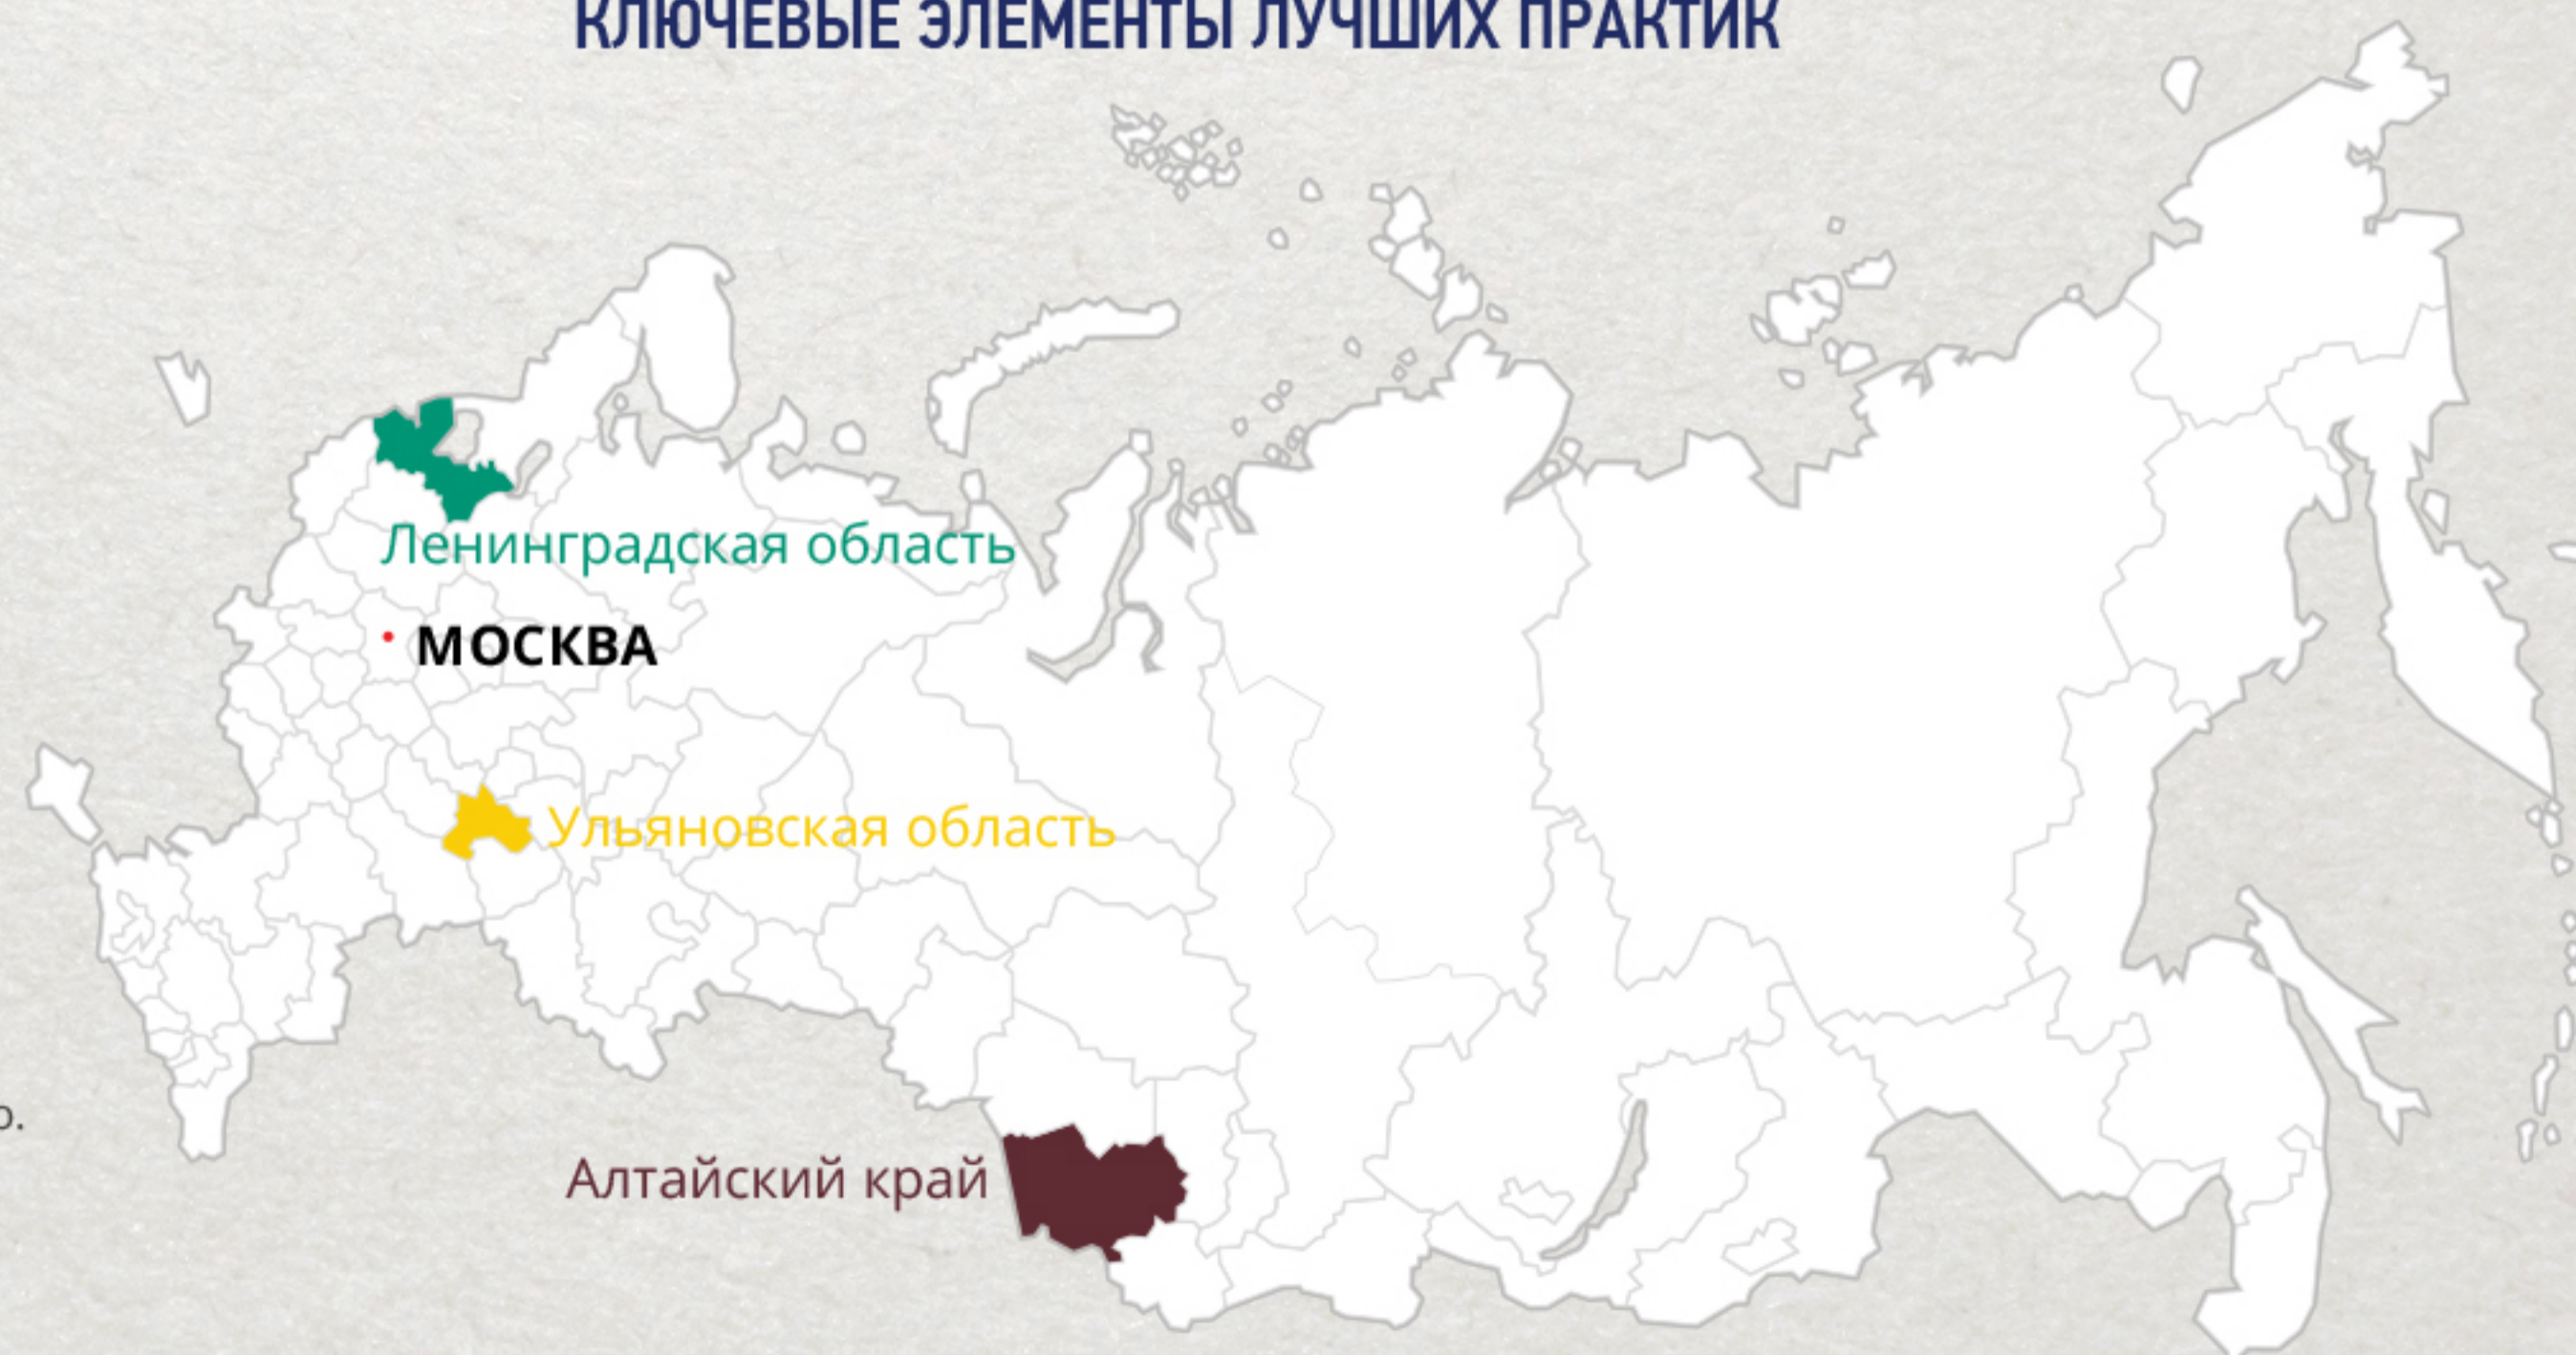 КЛЮЧЕВЫЕ ЭЛЕМЕНТЫ ЛУЧШИХ ПРАКТИК
Ленинградская область
МОСКВА
Ульяновская область
Алтайский край